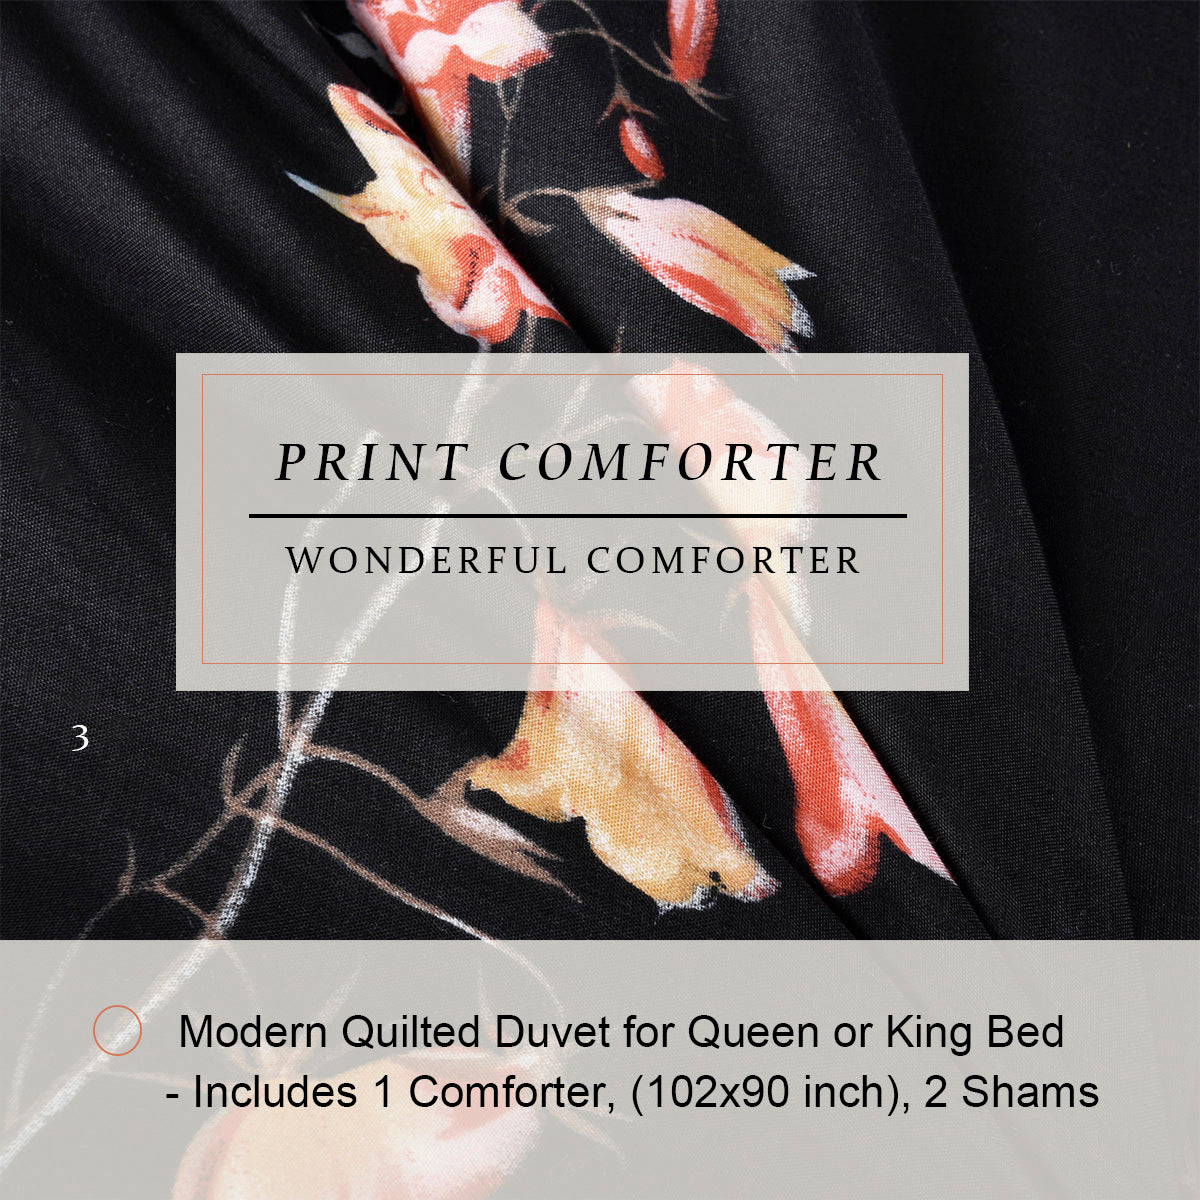 PRINT COMFORTER
WONDERFUL COMFORTER
3
Modern Quilted Duvet for Queen or King Bed
- Includes 1 Comforter, (102x90 inch), 2 Shams